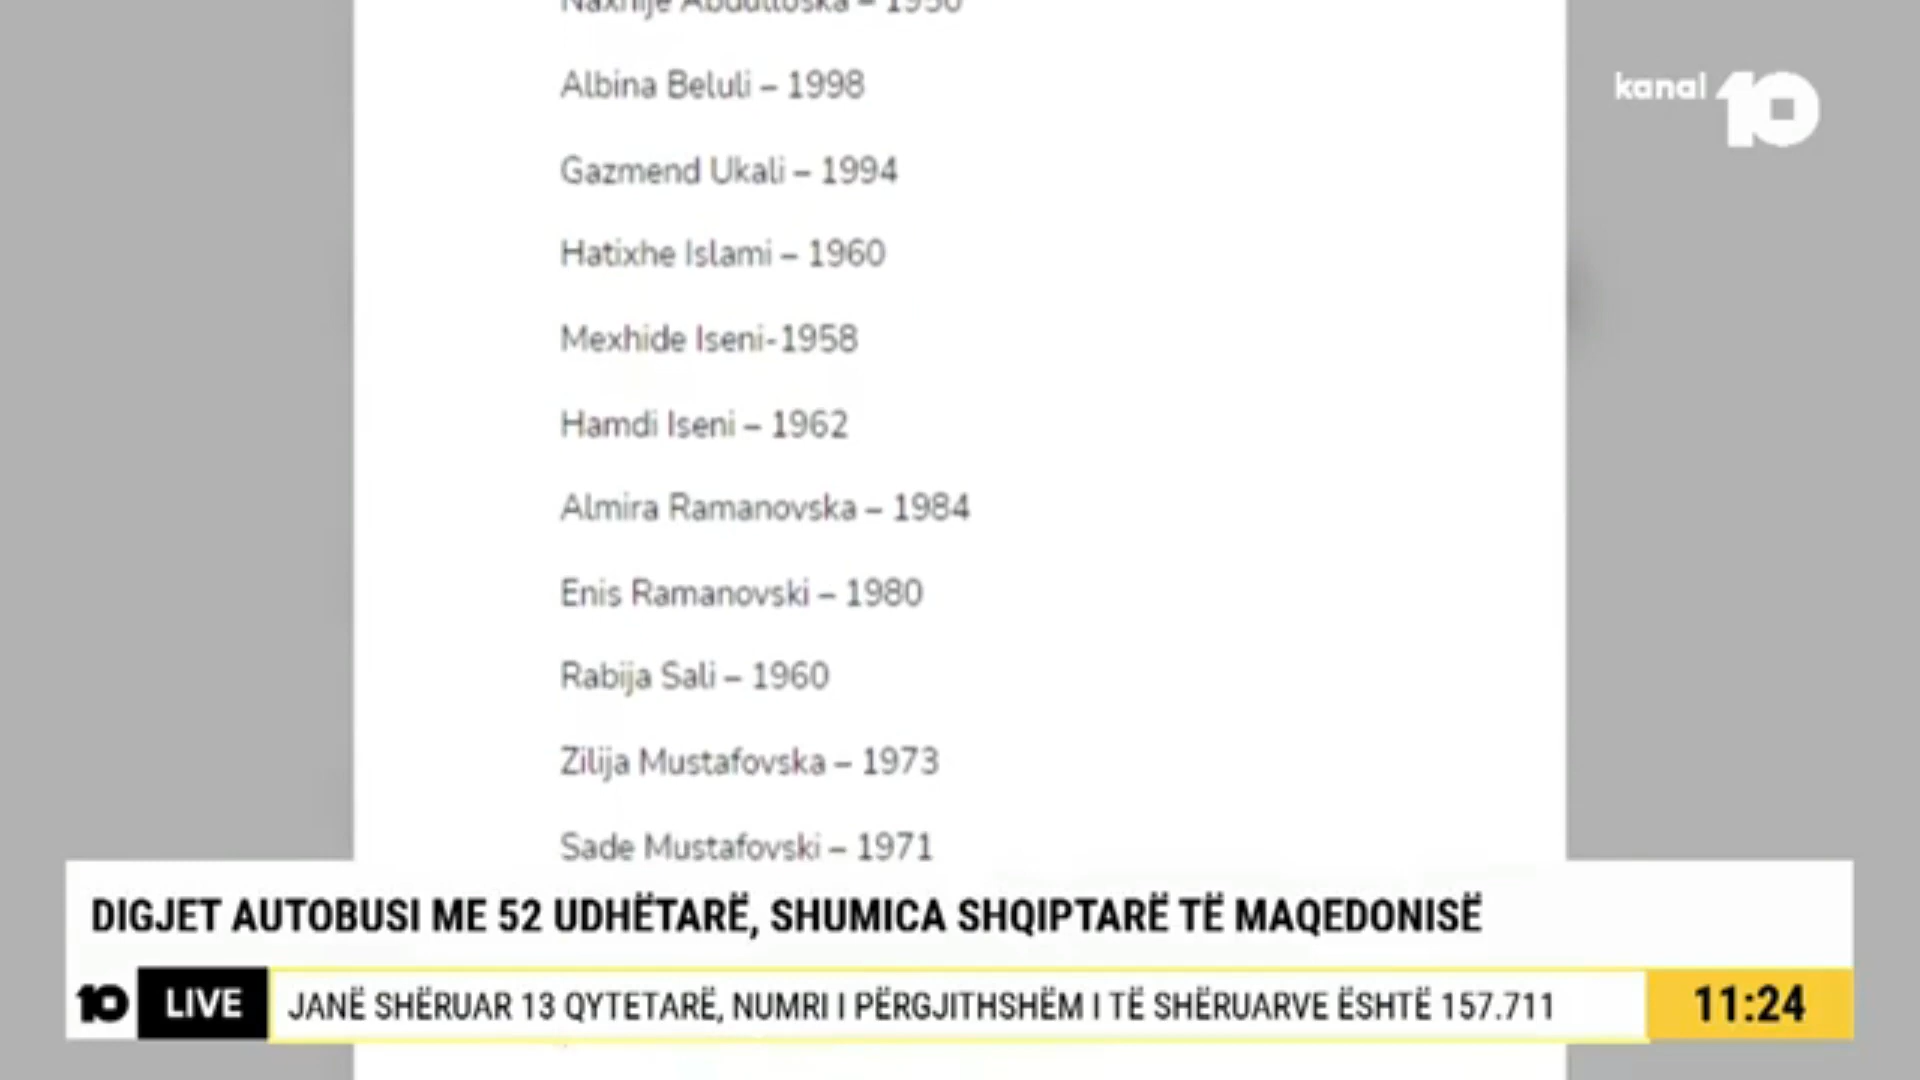 Albina Beluli – 1998
kanal 10
Gazmend Ukali – 1994
Hatixhe Islami – 1960
Mexhide Iseni-1958
Hamdi Iseni – 1962
Almira Ramanovska – 1984
Enis Ramanovski – 1980
Rabija Sali – 1960
Zilija Mustafovska – 1973
Sade Mustafovski – 1971
DIGJET AUTOBUSI ME 52 UDHËTARË, SHUMICA SHQIPTARË TË MAQEDONISË
10 LIVE JANË SHËRUAR 13 QYTETARË, NUMRI I PËRGJITHSHËM I TË SHËRUARVE ËSHTË 157.711 11:24